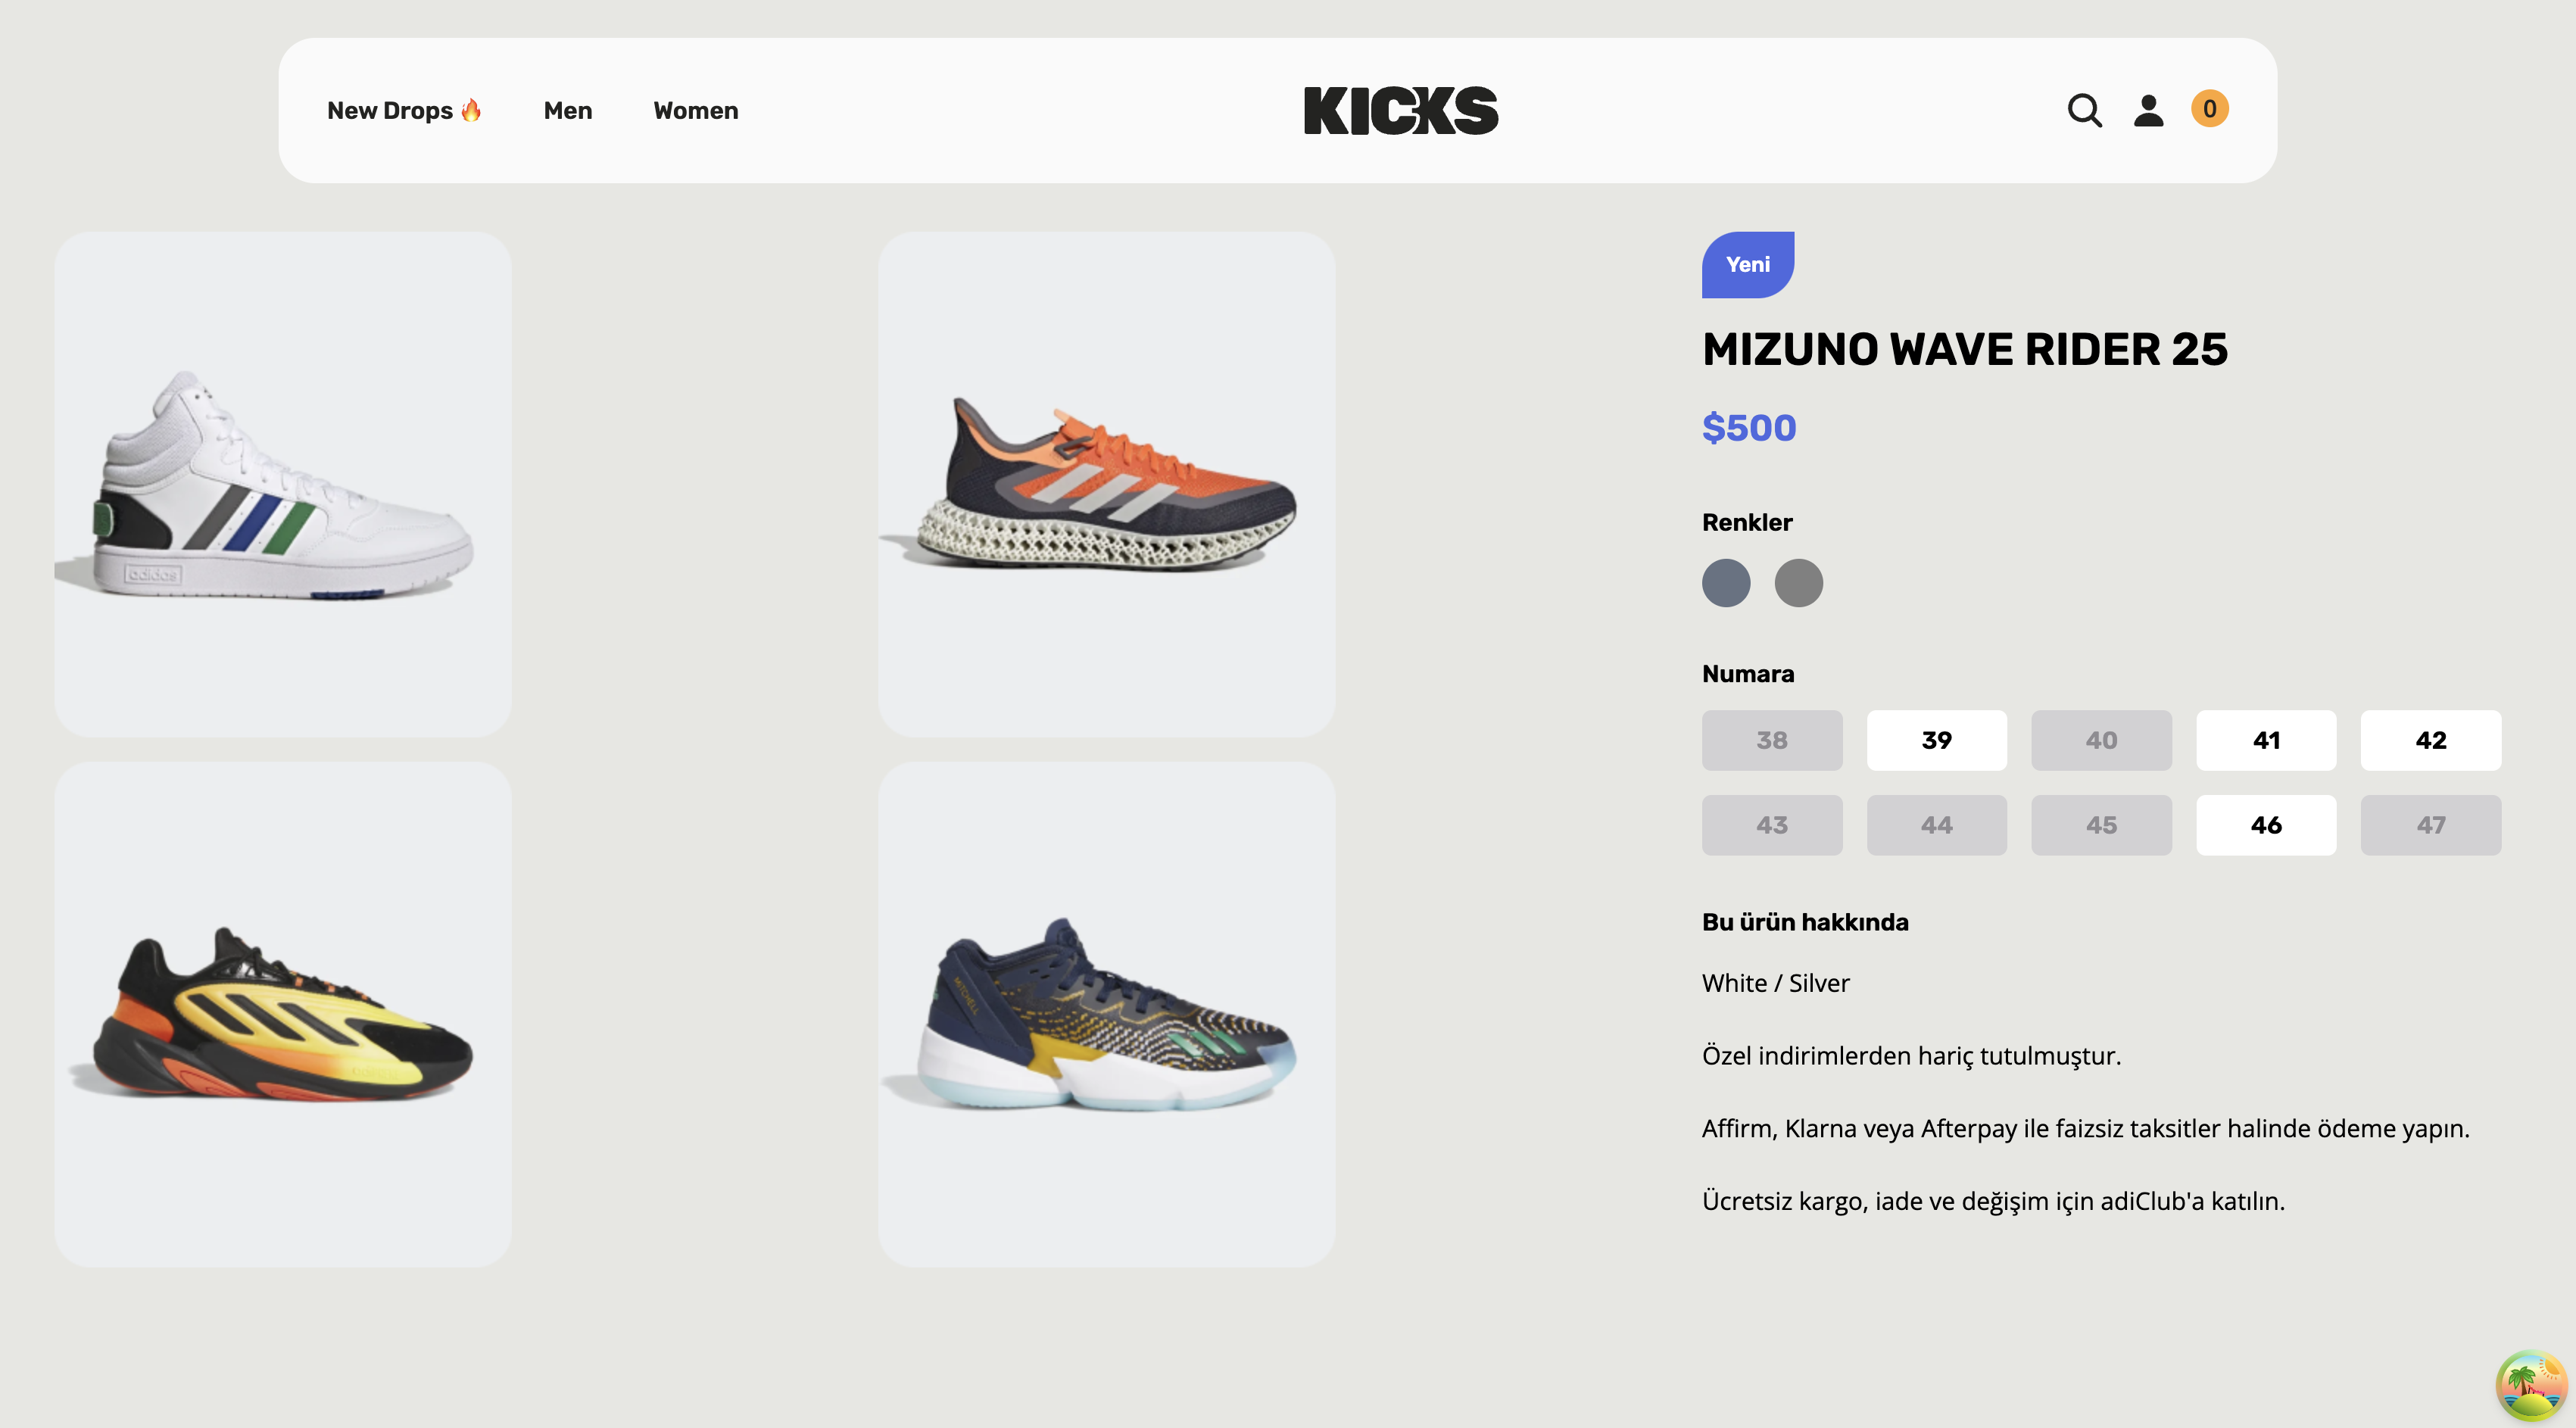 New Drops 🔥 Men Women
KICKS
0
Yeni
MIZUNO WAVE RIDER 25
$500
Renkler
Numara
38 39 40 41 42
43 44 45 46 47
Bu ürün hakkında
White / Silver
Özel indirimlerden hariç tutulmuştur.
Affirm, Klarna veya Afterpay ile faizsiz taksitler halinde ödeme yapın.
Ücretsiz kargo, iade ve değişim için adiClub'a katılın.
adidas
MITCHELL